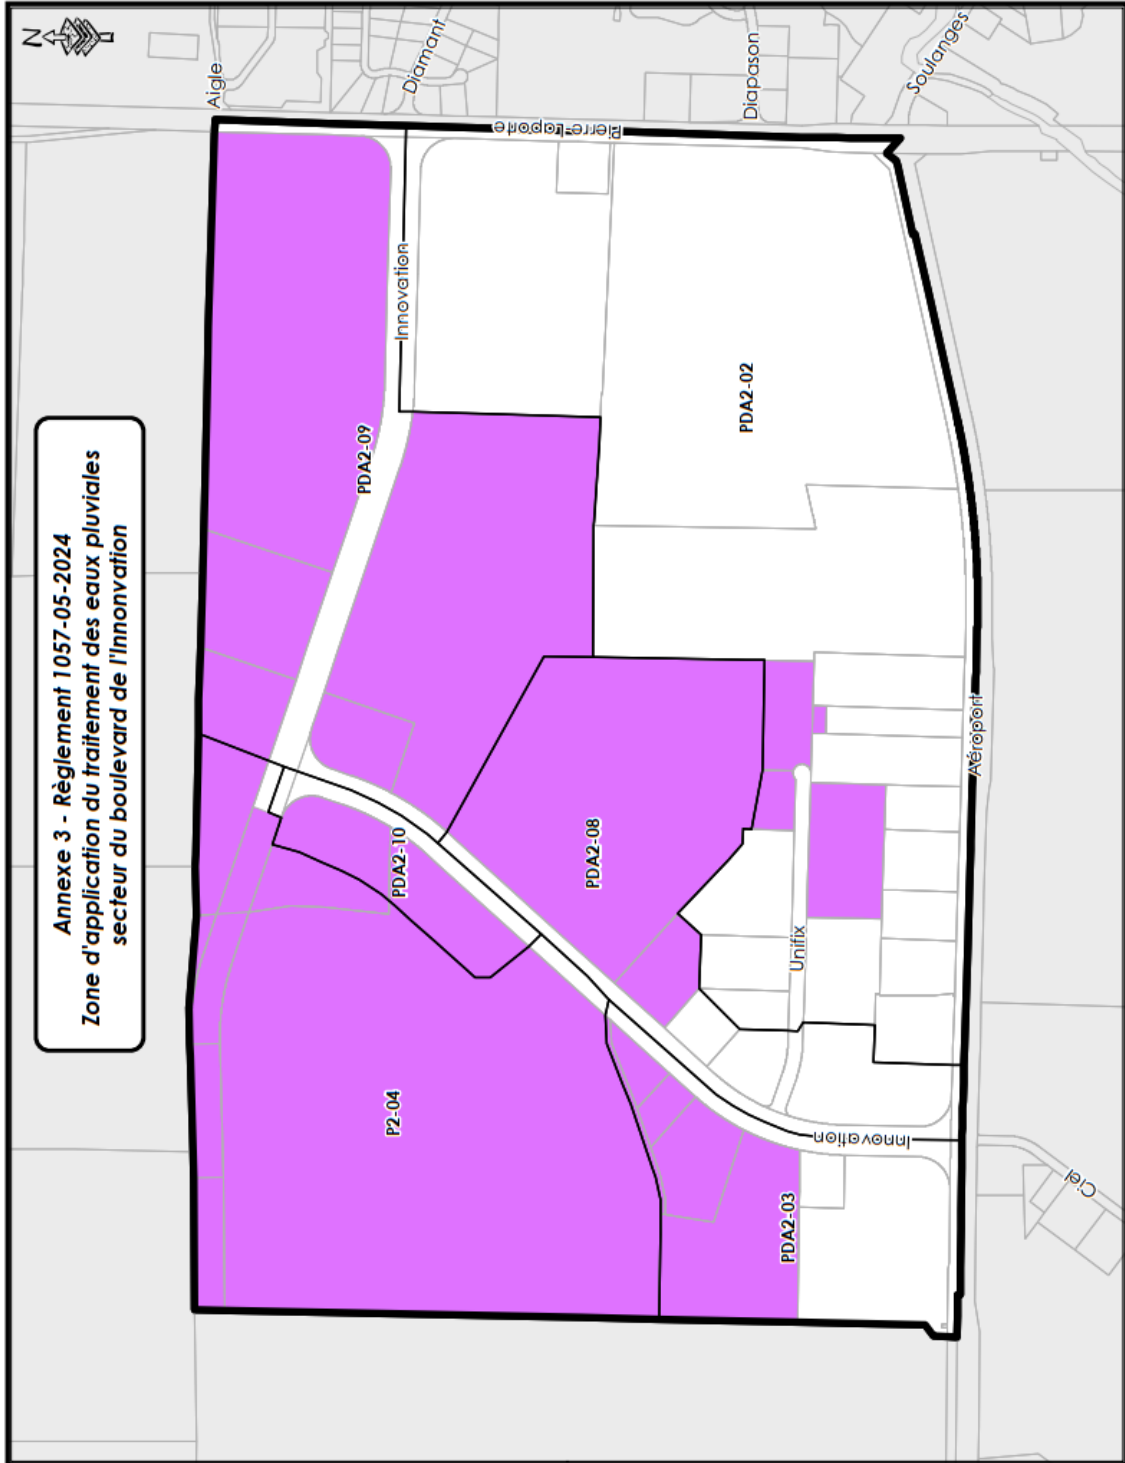 Annexe 3 - Règlement 1057-05-2024
Zone d'application du traitement des eaux pluviales
secteur du boulevard de l'Innonvation
N
Aigle
Diamant
Diapason
Soulanges
Pierre-Laporte
Innovation
PDA2-09
PDA2-02
PDA2-10
PDA2-08
Unifix
Aéroport
P2-04
PDA2-03
Innovation
Ciel